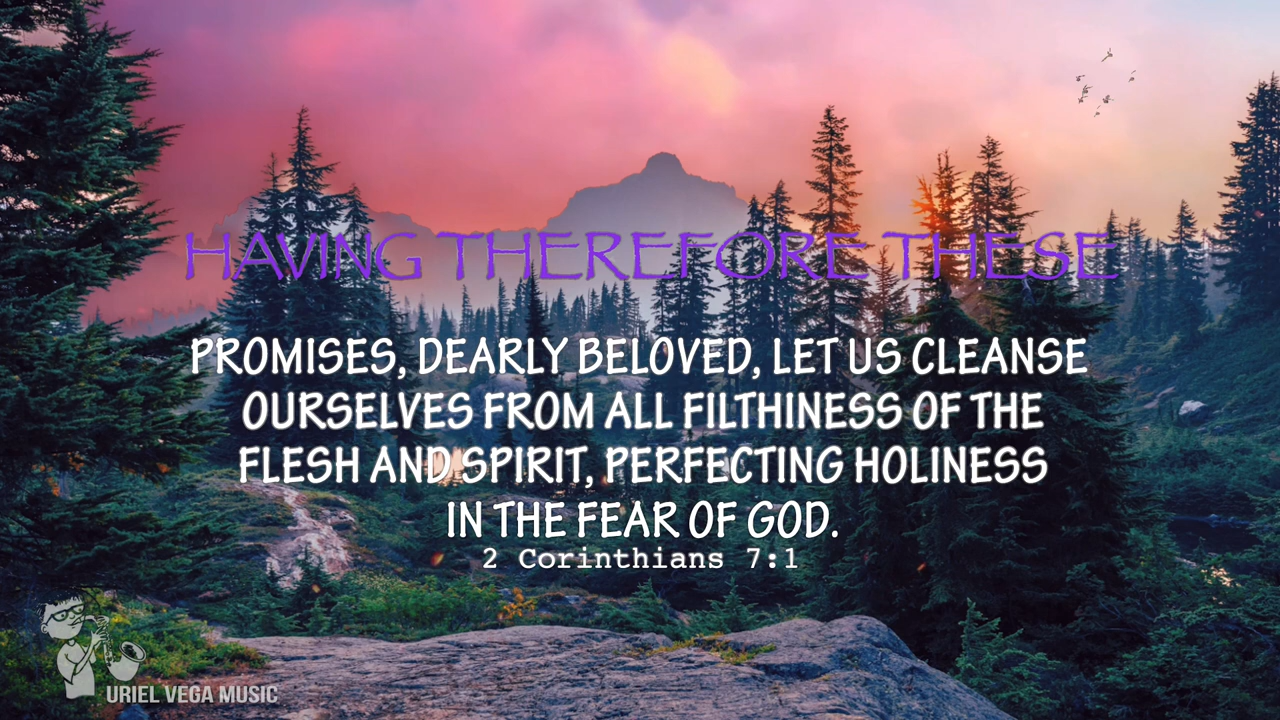 HAVING THEREFORE THESE
PROMISES, DEARLY BELOVED, LET US CLEANSE
OURSELVES FROM ALL FILTHINESS OF THE
FLESH AND SPIRIT, PERFECTING HOLINESS
IN THE FEAR OF GOD.
2 Corinthians 7:1
URIEL VEGA MUSIC